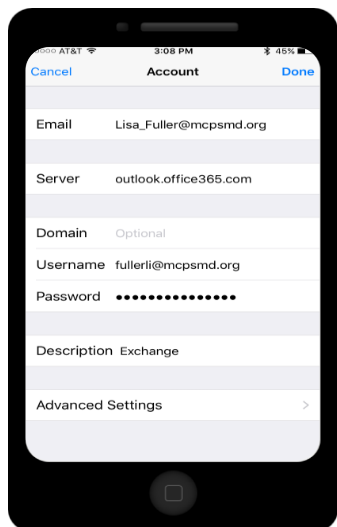 AT&T 3:08 PM 45%
Cancel Account Done
Email Lisa_Fuller@mcpsmd.org
Server outlook.office365.com
Domain Optional
Username fullerli@mcpsmd.org
Password ●●●●●●●●●●●●●●●
Description Exchange
Advanced Settings >